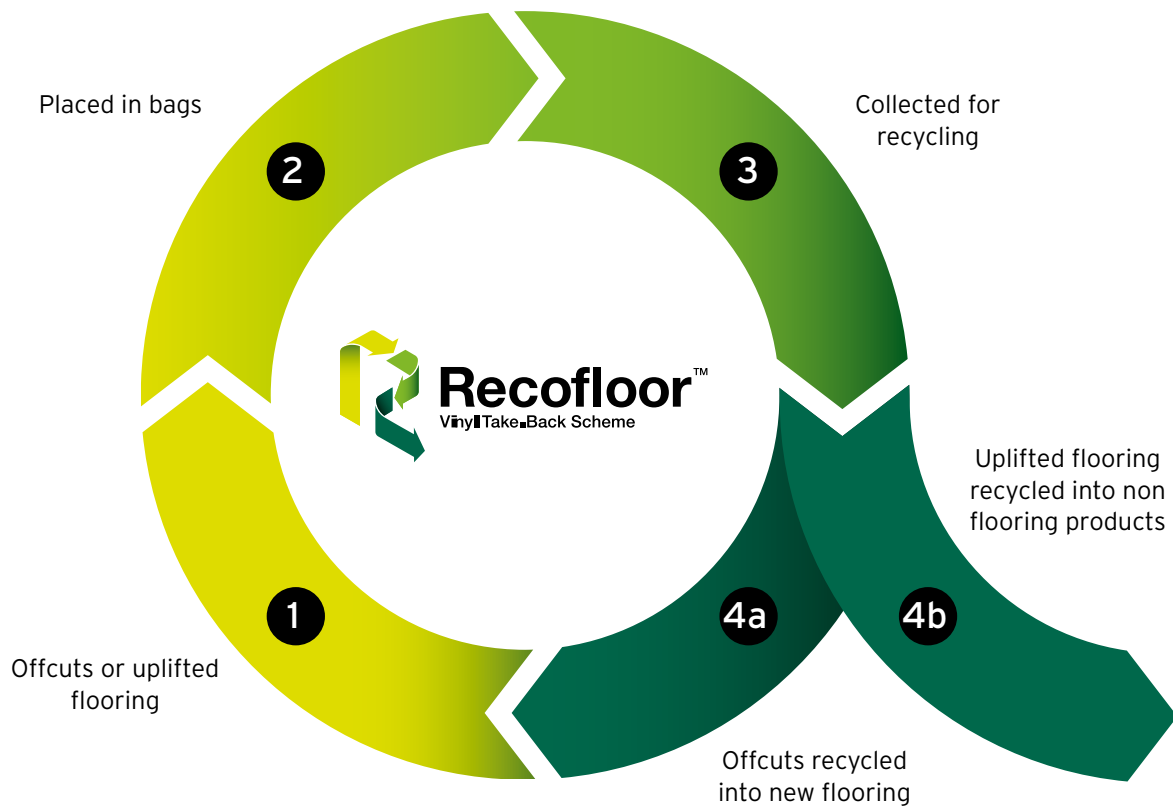 Placed in bags
2
3
Collected for
recycling
Recofloor™
Vinyl Take-Back Scheme
Uplifted flooring
recycled into non
flooring products
1
4a
4b
Offcuts or uplifted
flooring
Offcuts recycled
into new flooring